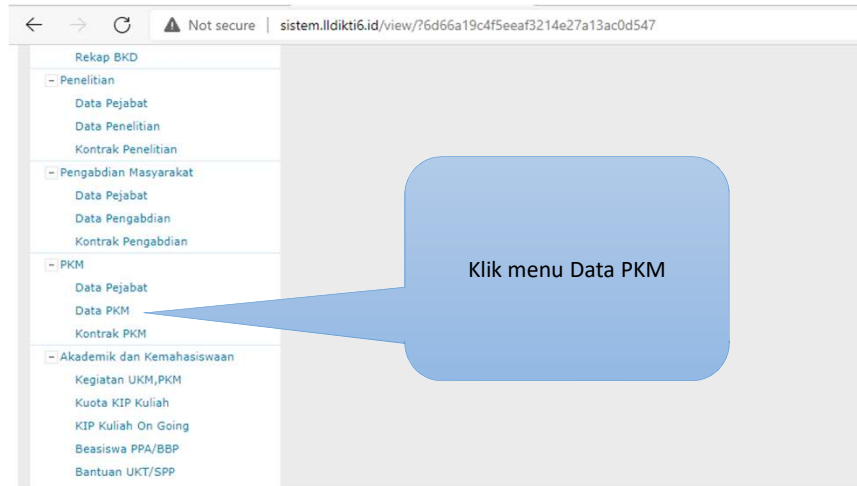 Not secure | sistem.lldikti6.id/view/?6d66a19c4f5eeaf3214e27a13ac0d547
Rekap BKD
Penelitian
Data Pejabat
Data Penelitian
Kontrak Penelitian
Pengabdian Masyarakat
Data Pejabat
Data Pengabdian
Kontrak Pengabdian
PKM
Data Pejabat
Data PKM
Kontrak PKM
Akademik dan Kemahasiswaan
Kegiatan UKM,PKM
Kuota KIP Kuliah
KIP Kuliah On Going
Beasiswa PPA/BBP
Bantuan UKT/SPP
Klik menu Data PKM